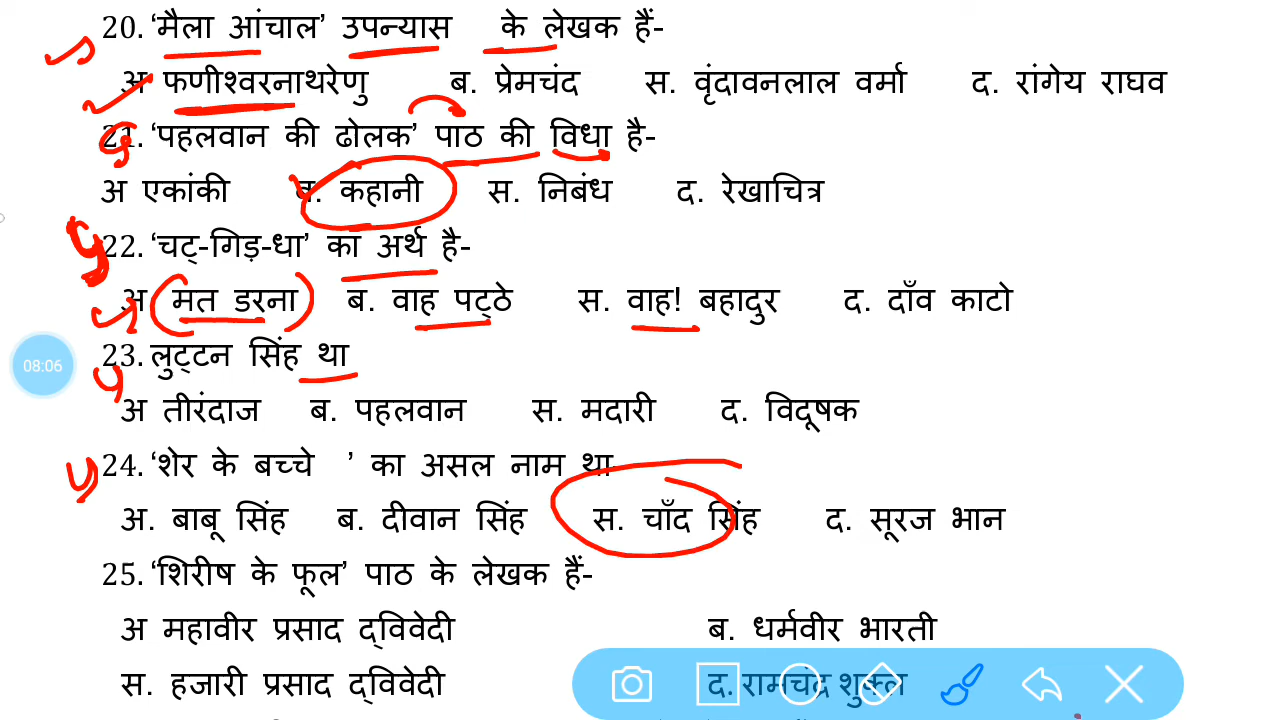 20. ‘मैला आंचाल’ उपन्यास के लेखक हैं-
अ फणीश्वरनाथरेणु ब. प्रेमचंद स. वृंदावनलाल वर्मा द. रांगेय राघव
21. ‘पहलवान की ढोलक’ पाठ की विधा है-
अ एकांकी ब. कहानी स. निबंध द. रेखाचित्र
22. ‘चट्-गिड़-धा’ का अर्थ है-
अ मत डरना ब. वाह पट्ठे स. वाह! बहादुर द. दाँव काटो
23. लुट्टन सिंह था
अ तीरंदाज ब. पहलवान स. मदारी द. विदूषक
24. ‘शेर के बच्चे ’ का असल नाम था
अ. बाबू सिंह ब. दीवान सिंह स. चाँद सिंह द. सूरज भान
25. ‘शिरीष के फूल’ पाठ के लेखक हैं-
अ महावीर प्रसाद द्विवेदी ब. धर्मवीर भारती
स. हजारी प्रसाद द्विवेदी द. रामचंद्र शुक्ल
08:06